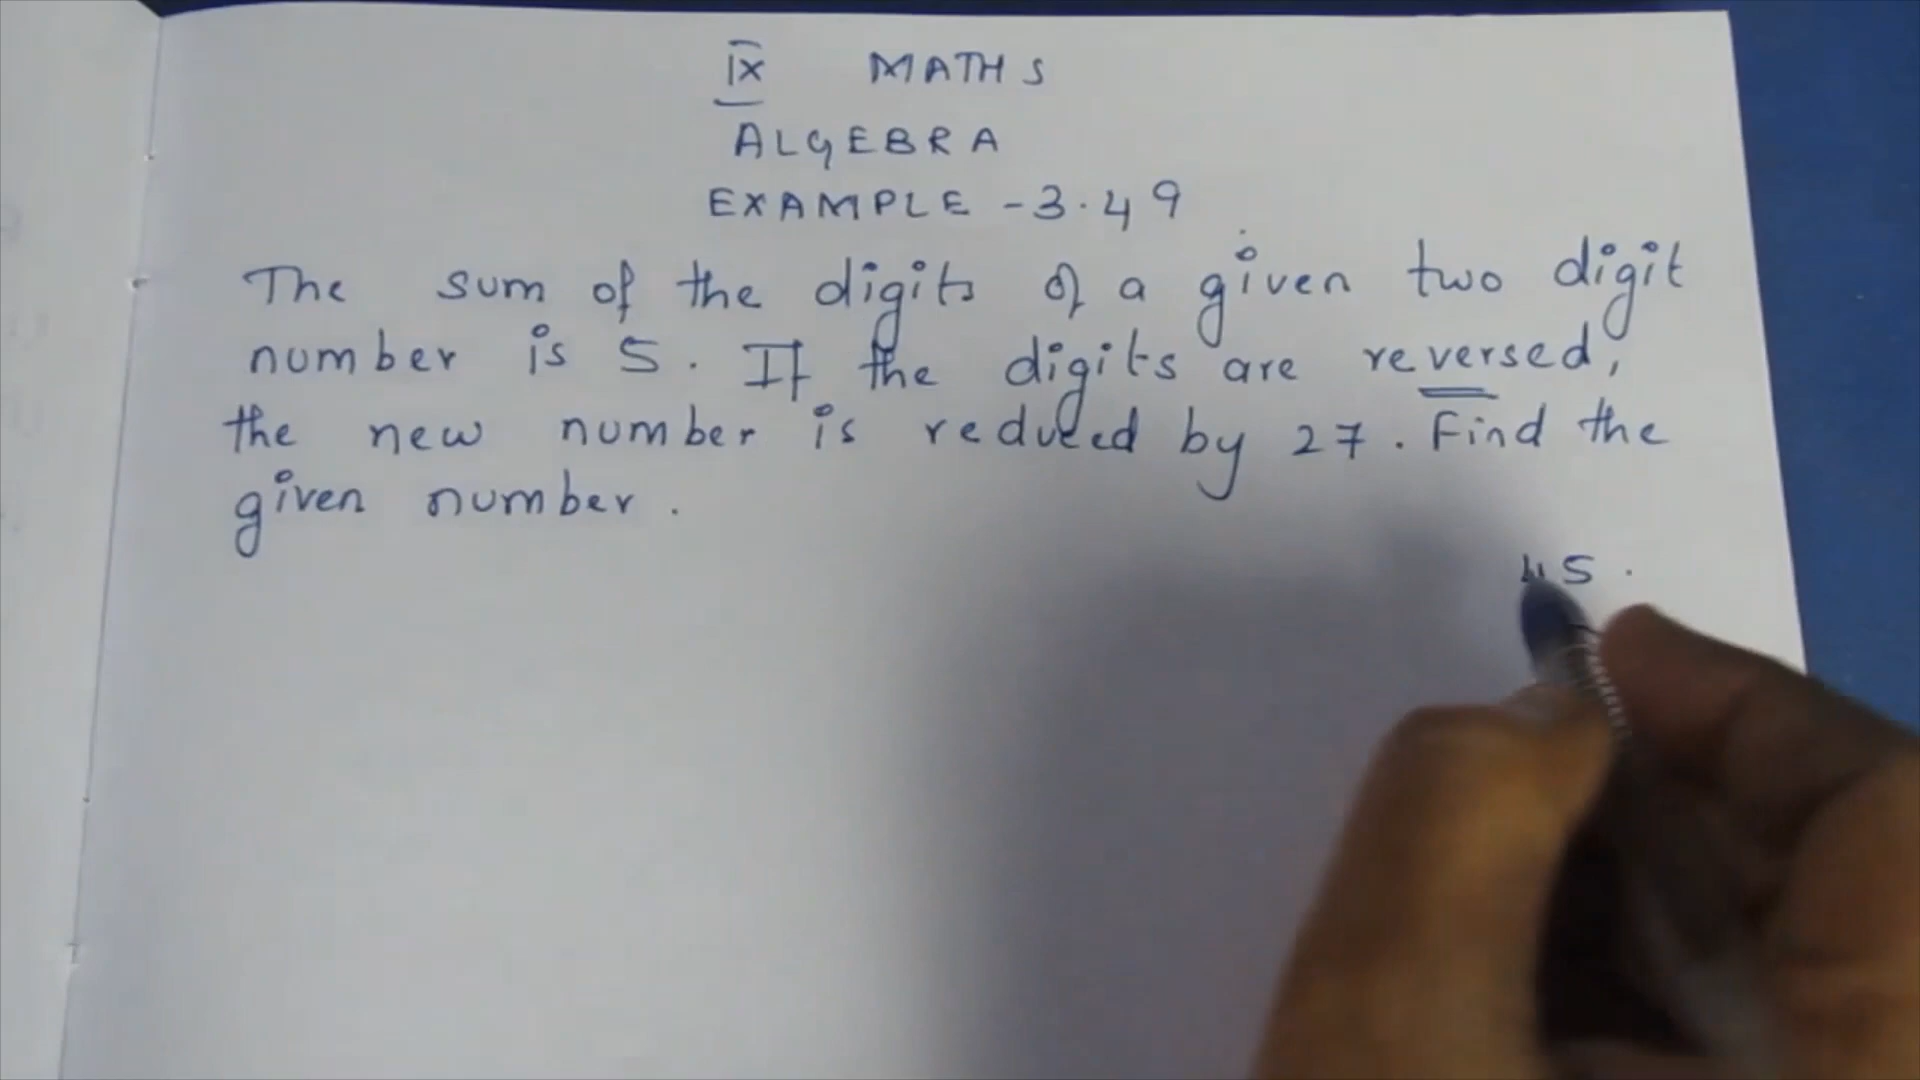 IX MATHS
ALGEBRA
EXAMPLE - 3.49
The sum of the digits of a given two digit
number is 5. If the digits are reversed,
the new number is reduced by 27. Find the
given number.
45.